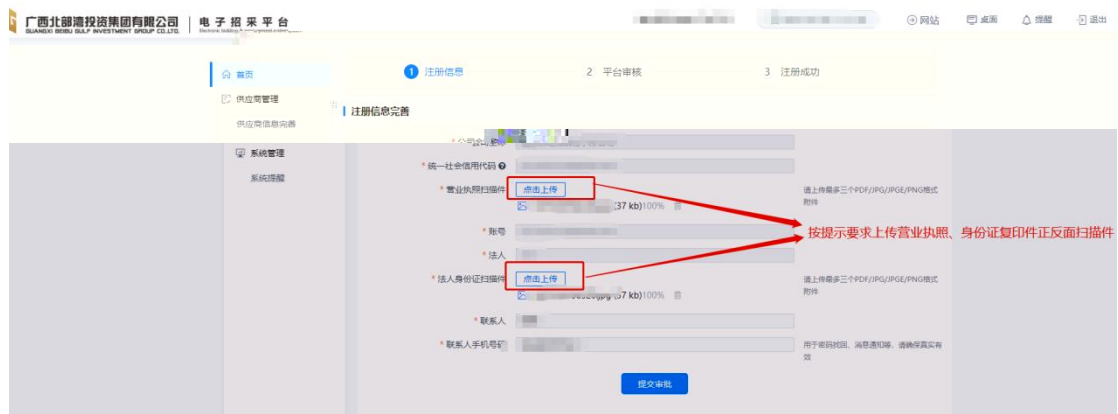 广西北部湾投资集团有限公司
GUANGXI BEIBU GULF INVESTMENT GROUP CO.,LTD.
电子招采平台
网站 桌面 提醒 退出
首页
供应商管理
供应商信息完善
系统管理
系统提醒
1 注册信息 2 平台审核 3 注册成功
注册信息完善
* 统一社会信用代码
* 营业执照扫描件 点击上传 请上传最多三个PDF/JPG/JPGE/PNG格式
附件
(37 kb)100%
* 账号
按提示要求上传营业执照、身份证复印件正反面扫描件
* 法人
* 法人身份证扫描件 点击上传 请上传最多三个PDF/JPG/JPGE/PNG格式
附件
kb)100%
* 联系人
* 联系人手机号码 用于密码找回、消息通知等，请确保真实有
效
提交审批